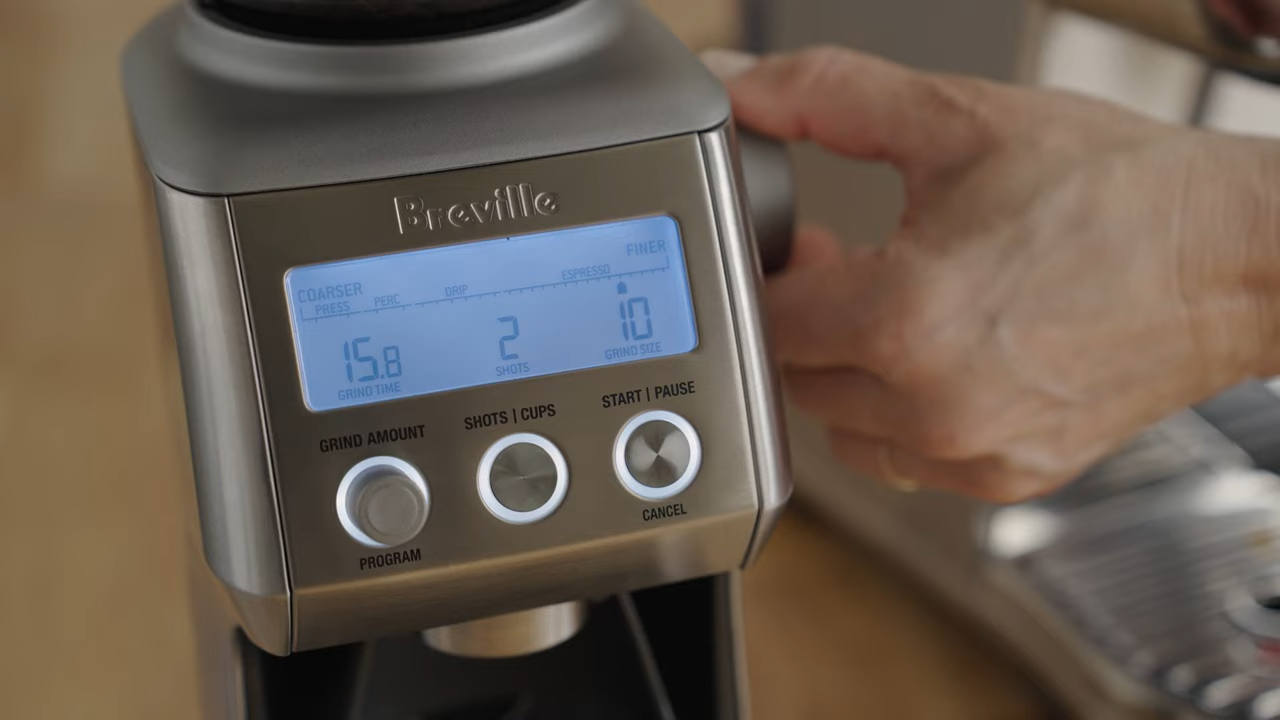 Breville
FINER
COARSER
PRESS PERC DRIP ESPRESSO
15.8 2 10
GRIND TIME SHOTS GRIND SIZE
GRIND AMOUNT SHOTS | CUPS START | PAUSE
PROGRAM CANCEL